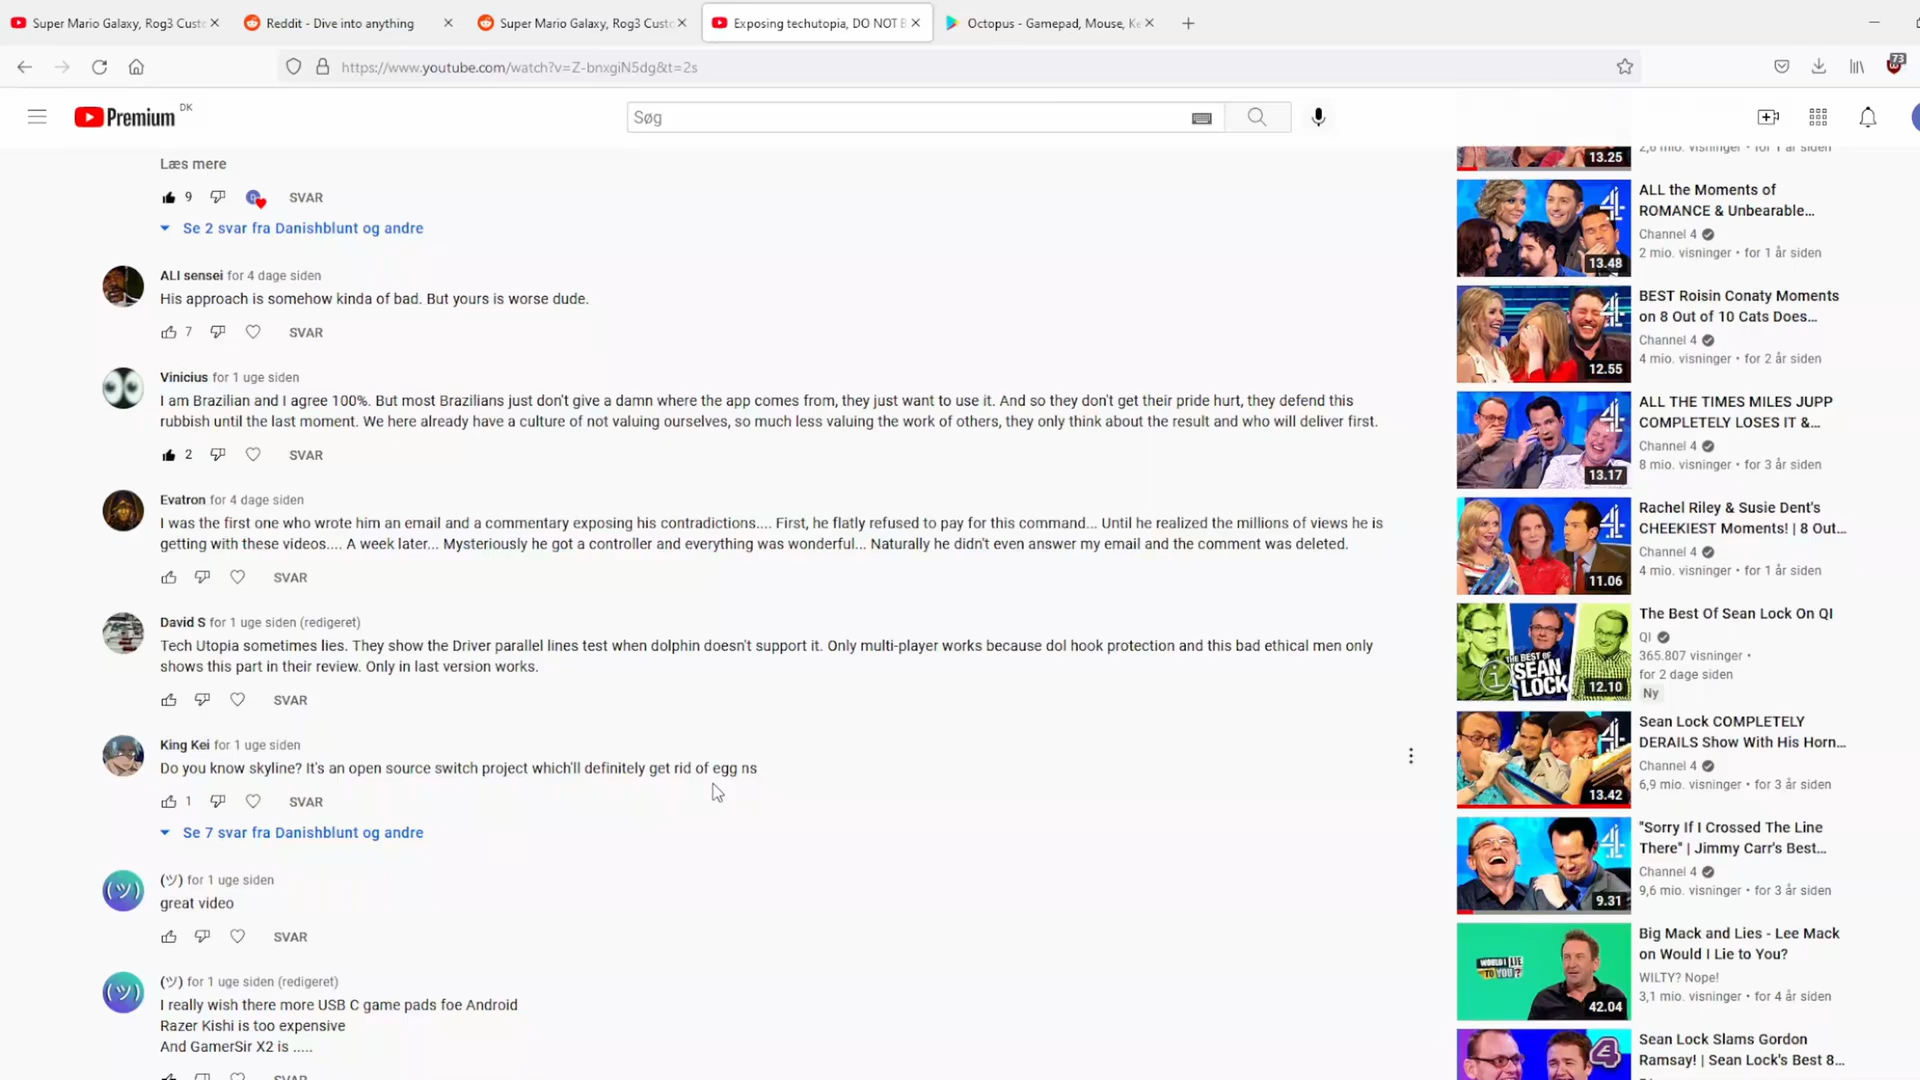 Super Mario Galaxy, Rog3 Custo
Reddit - Dive into anything
Super Mario Galaxy, Rog3 Custo
Exposing techutopia, DO NOT B
Octopus - Gamepad, Mouse, Ke
https://www.youtube.com/watch?v=Z-bnxgiN5dg&t=2s
73
Premium DK
Søg
Læs mere
9 SVAR
Se 2 svar fra Danishblunt og andre
ALI sensei for 4 dage siden
His approach is somehow kinda of bad. But yours is worse dude.
7 SVAR
Vinicius for 1 uge siden
I am Brazilian and I agree 100%. But most Brazilians just don't give a damn where the app comes from, they just want to use it. And so they don't get their pride hurt, they defend this
rubbish until the last moment. We here already have a culture of not valuing ourselves, so much less valuing the work of others, they only think about the result and who will deliver first.
2 SVAR
Evatron for 4 dage siden
I was the first one who wrote him an email and a commentary exposing his contradictions.... First, he flatly refused to pay for this command... Until he realized the millions of views he is
getting with these videos.... A week later... Mysteriously he got a controller and everything was wonderful... Naturally he didn't even answer my email and the comment was deleted.
SVAR
David S for 1 uge siden (redigeret)
Tech Utopia sometimes lies. They show the Driver parallel lines test when dolphin doesn't support it. Only multi-player works because dol hook protection and this bad ethical men only
shows this part in their review. Only in last version works.
SVAR
King Kei for 1 uge siden
Do you know skyline? It's an open source switch project which'll definitely get rid of egg ns
1 SVAR
Se 7 svar fra Danishblunt og andre
(ツ) for 1 uge siden
great video
SVAR
(ツ) for 1 uge siden (redigeret)
I really wish there more USB C game pads foe Android
Razer Kishi is too expensive
And GamerSir X2 is .....
SVAR
13.25
2,6 mio. visninger • for 1 år siden
13.48
ALL the Moments of
ROMANCE & Unbearable...
Channel 4
2 mio. visninger • for 1 år siden
12.55
BEST Roisin Conaty Moments
on 8 Out of 10 Cats Does...
Channel 4
4 mio. visninger • for 2 år siden
13.17
ALL THE TIMES MILES JUPP
COMPLETELY LOSES IT &...
Channel 4
8 mio. visninger • for 3 år siden
11.06
Rachel Riley & Susie Dent's
CHEEKIEST Moments! | 8 Out...
Channel 4
4 mio. visninger • for 1 år siden
THE BEST OF
SEAN
LOCK
12.10
The Best Of Sean Lock On QI
QI
365.807 visninger •
for 2 dage siden
Ny
13.42
Sean Lock COMPLETELY
DERAILS Show With His Horn...
Channel 4
6,9 mio. visninger • for 3 år siden
9.31
"Sorry If I Crossed The Line
There" | Jimmy Carr's Best...
Channel 4
9,6 mio. visninger • for 3 år siden
WOULD I LIE
TO YOU?
42.04
Big Mack and Lies - Lee Mack
on Would I Lie to You?
WILTY? Nope!
3,1 mio. visninger • for 4 år siden
Sean Lock Slams Gordon
Ramsay! | Sean Lock's Best 8...